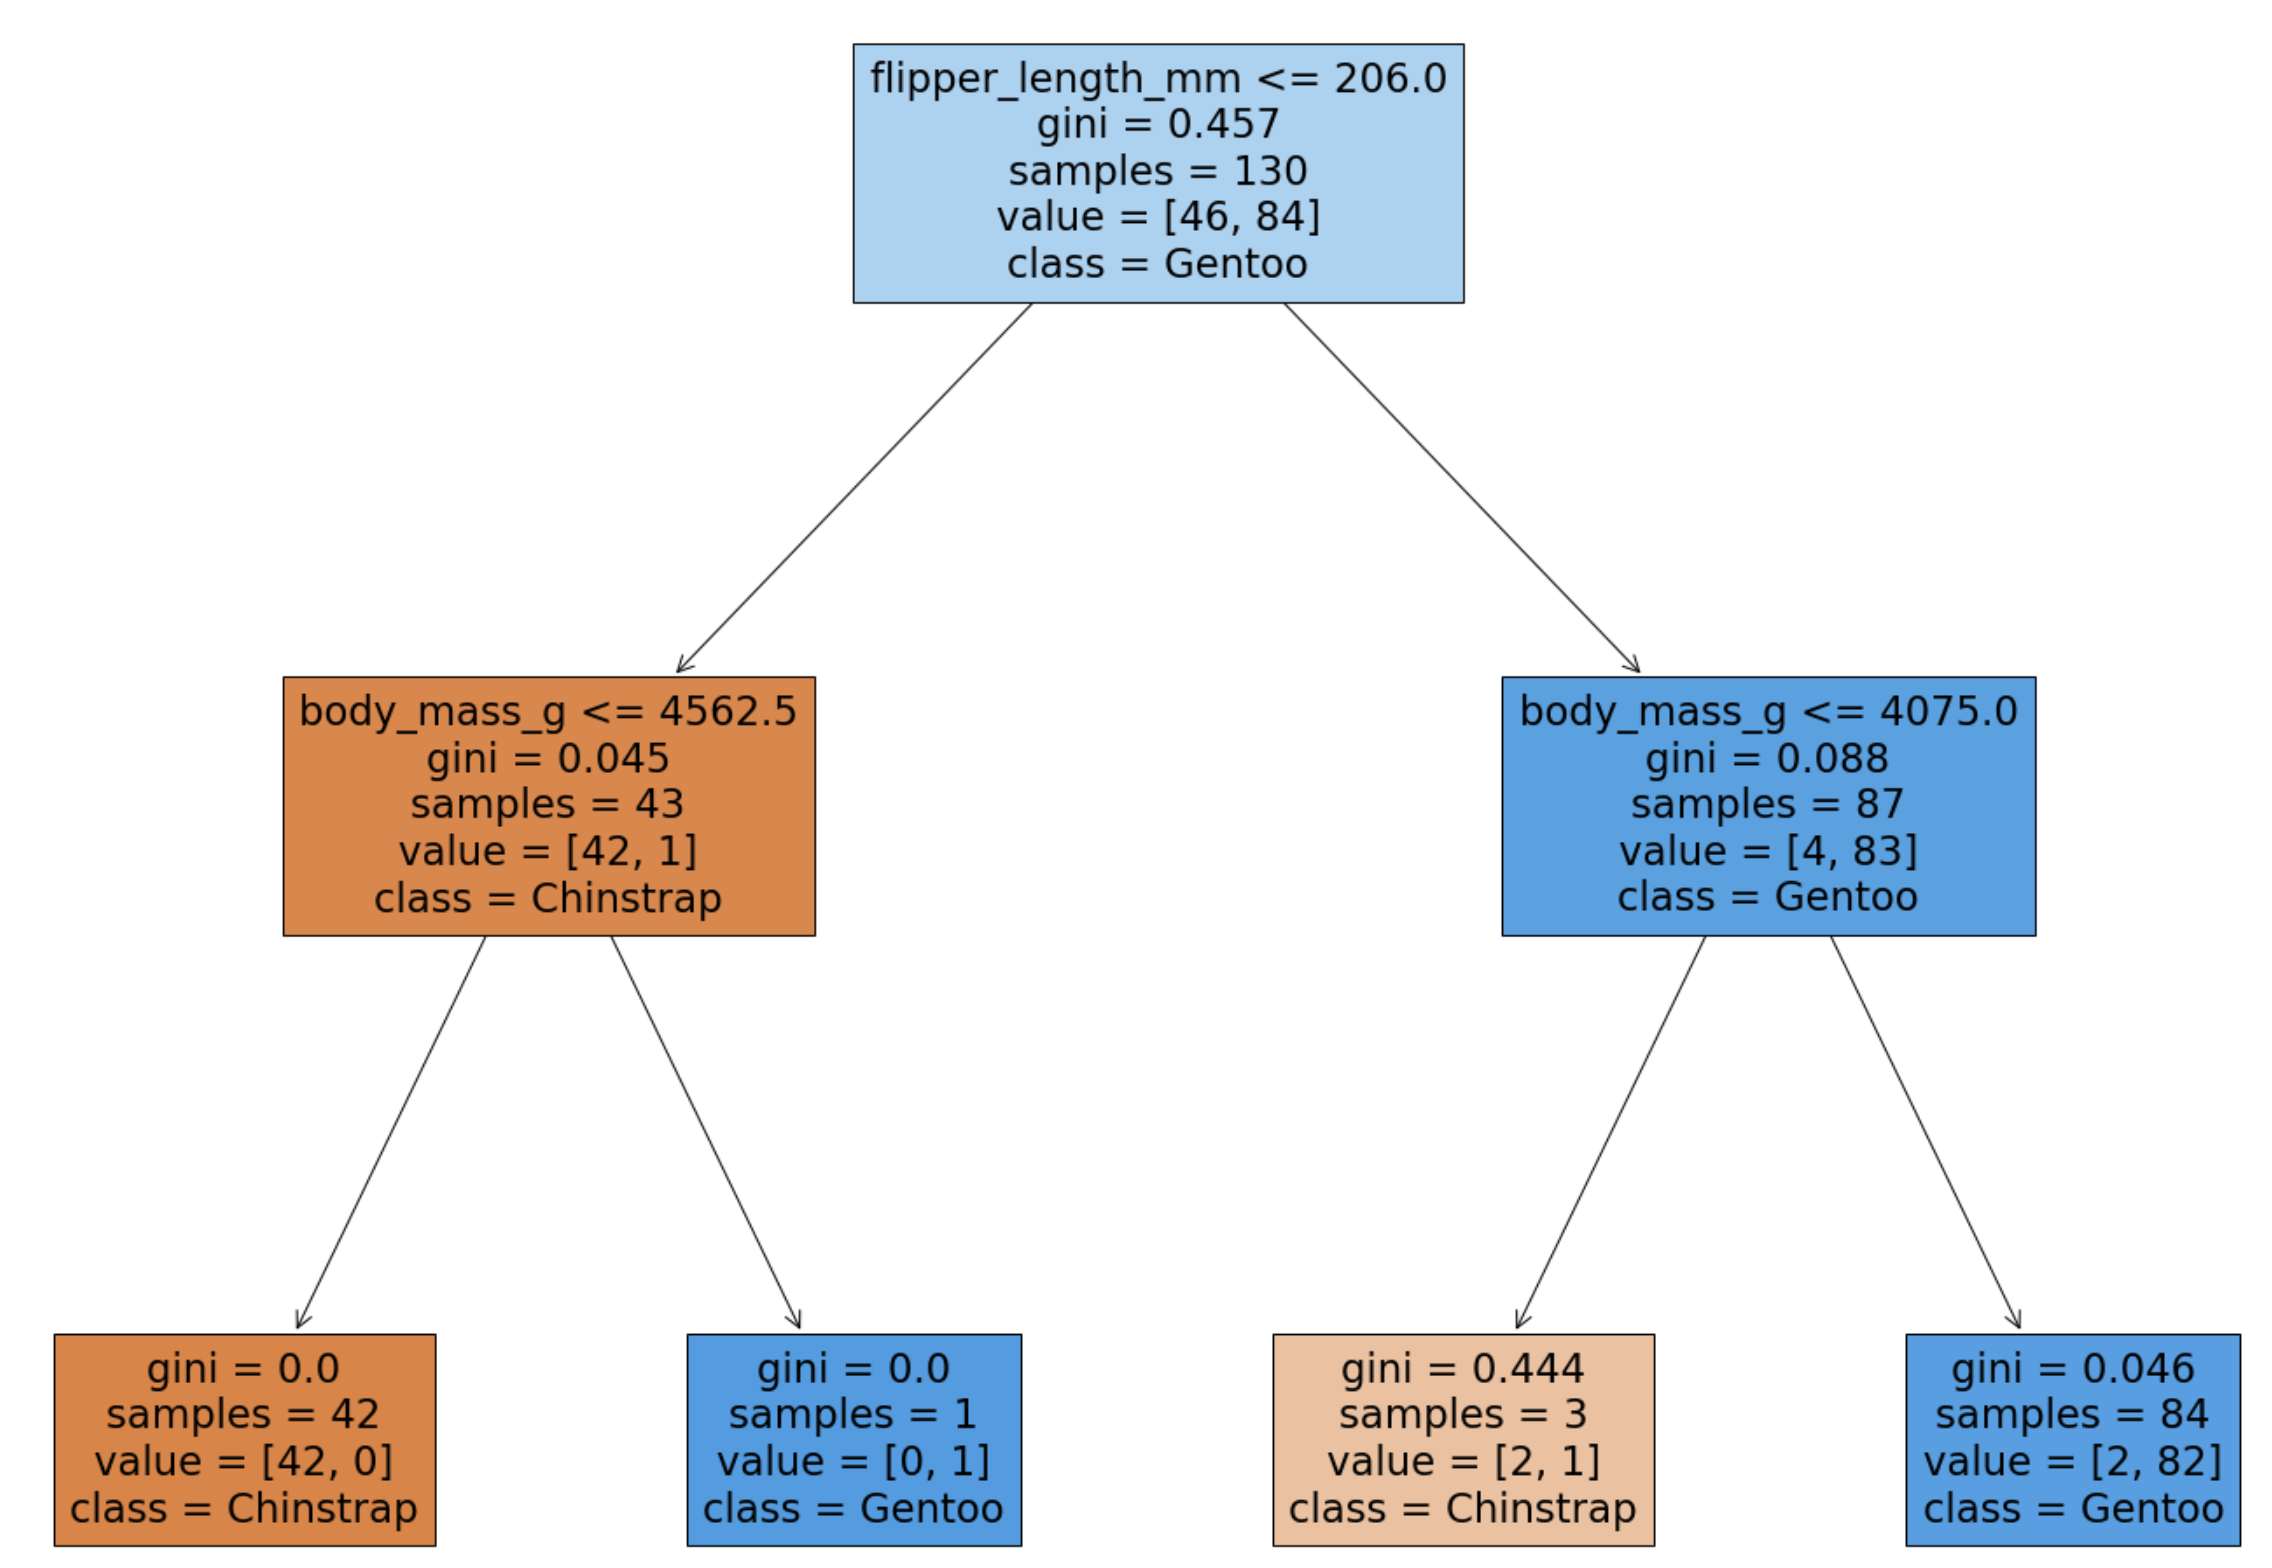 flipper_length_mm <= 206.0
gini = 0.457
samples = 130
value = [46, 84]
class = Gentoo
body_mass_g <= 4562.5
gini = 0.045
samples = 43
value = [42, 1]
class = Chinstrap
body_mass_g <= 4075.0
gini = 0.088
samples = 87
value = [4, 83]
class = Gentoo
gini = 0.0
samples = 42
value = [42, 0]
class = Chinstrap
gini = 0.0
samples = 1
value = [0, 1]
class = Gentoo
gini = 0.444
samples = 3
value = [2, 1]
class = Chinstrap
gini = 0.046
samples = 84
value = [2, 82]
class = Gentoo